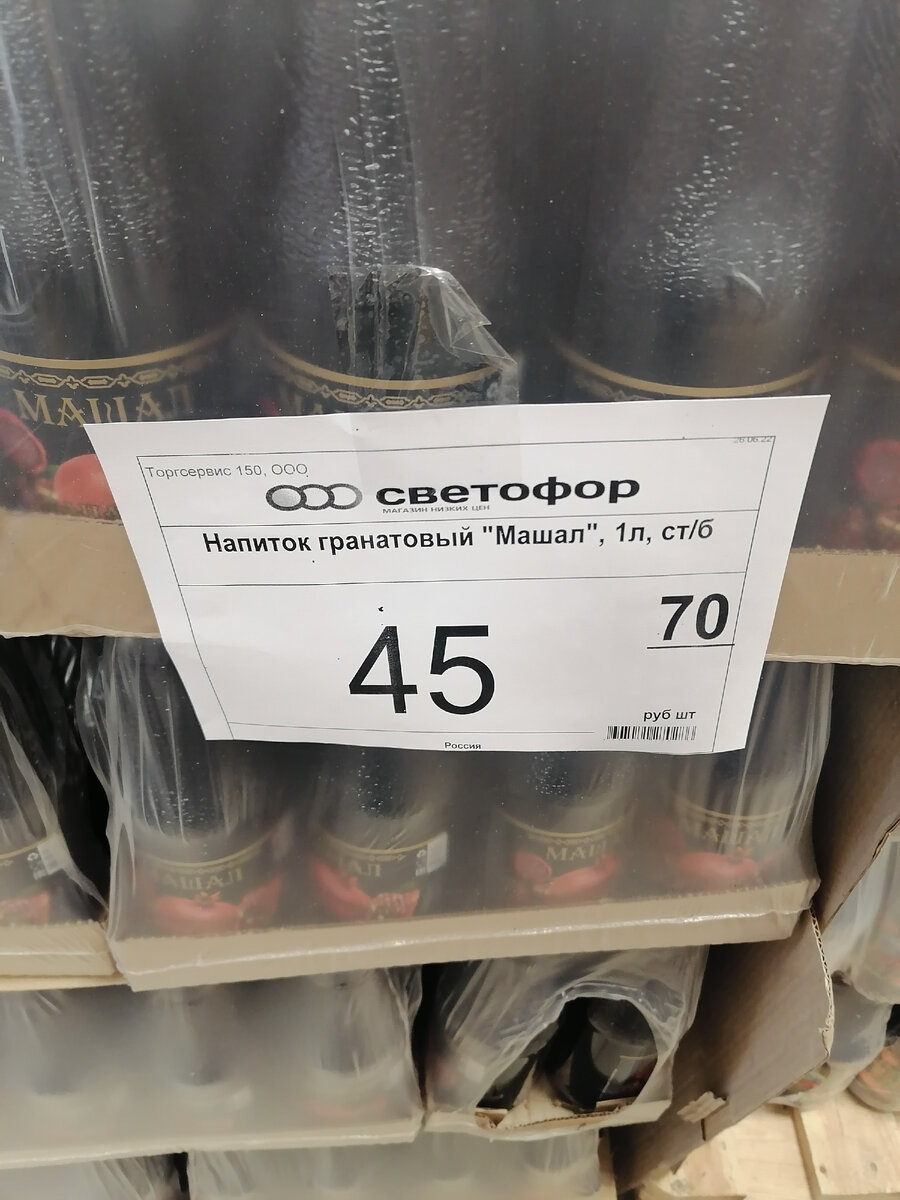 МАШАЛ
26.06.22
Торгсервис 150, ООО
светофор
МАГАЗИН НИЗКИХ ЦЕН
Напиток гранатовый "Машал", 1л, ст/б
45
70
руб шт
Россия
МАШАЛ